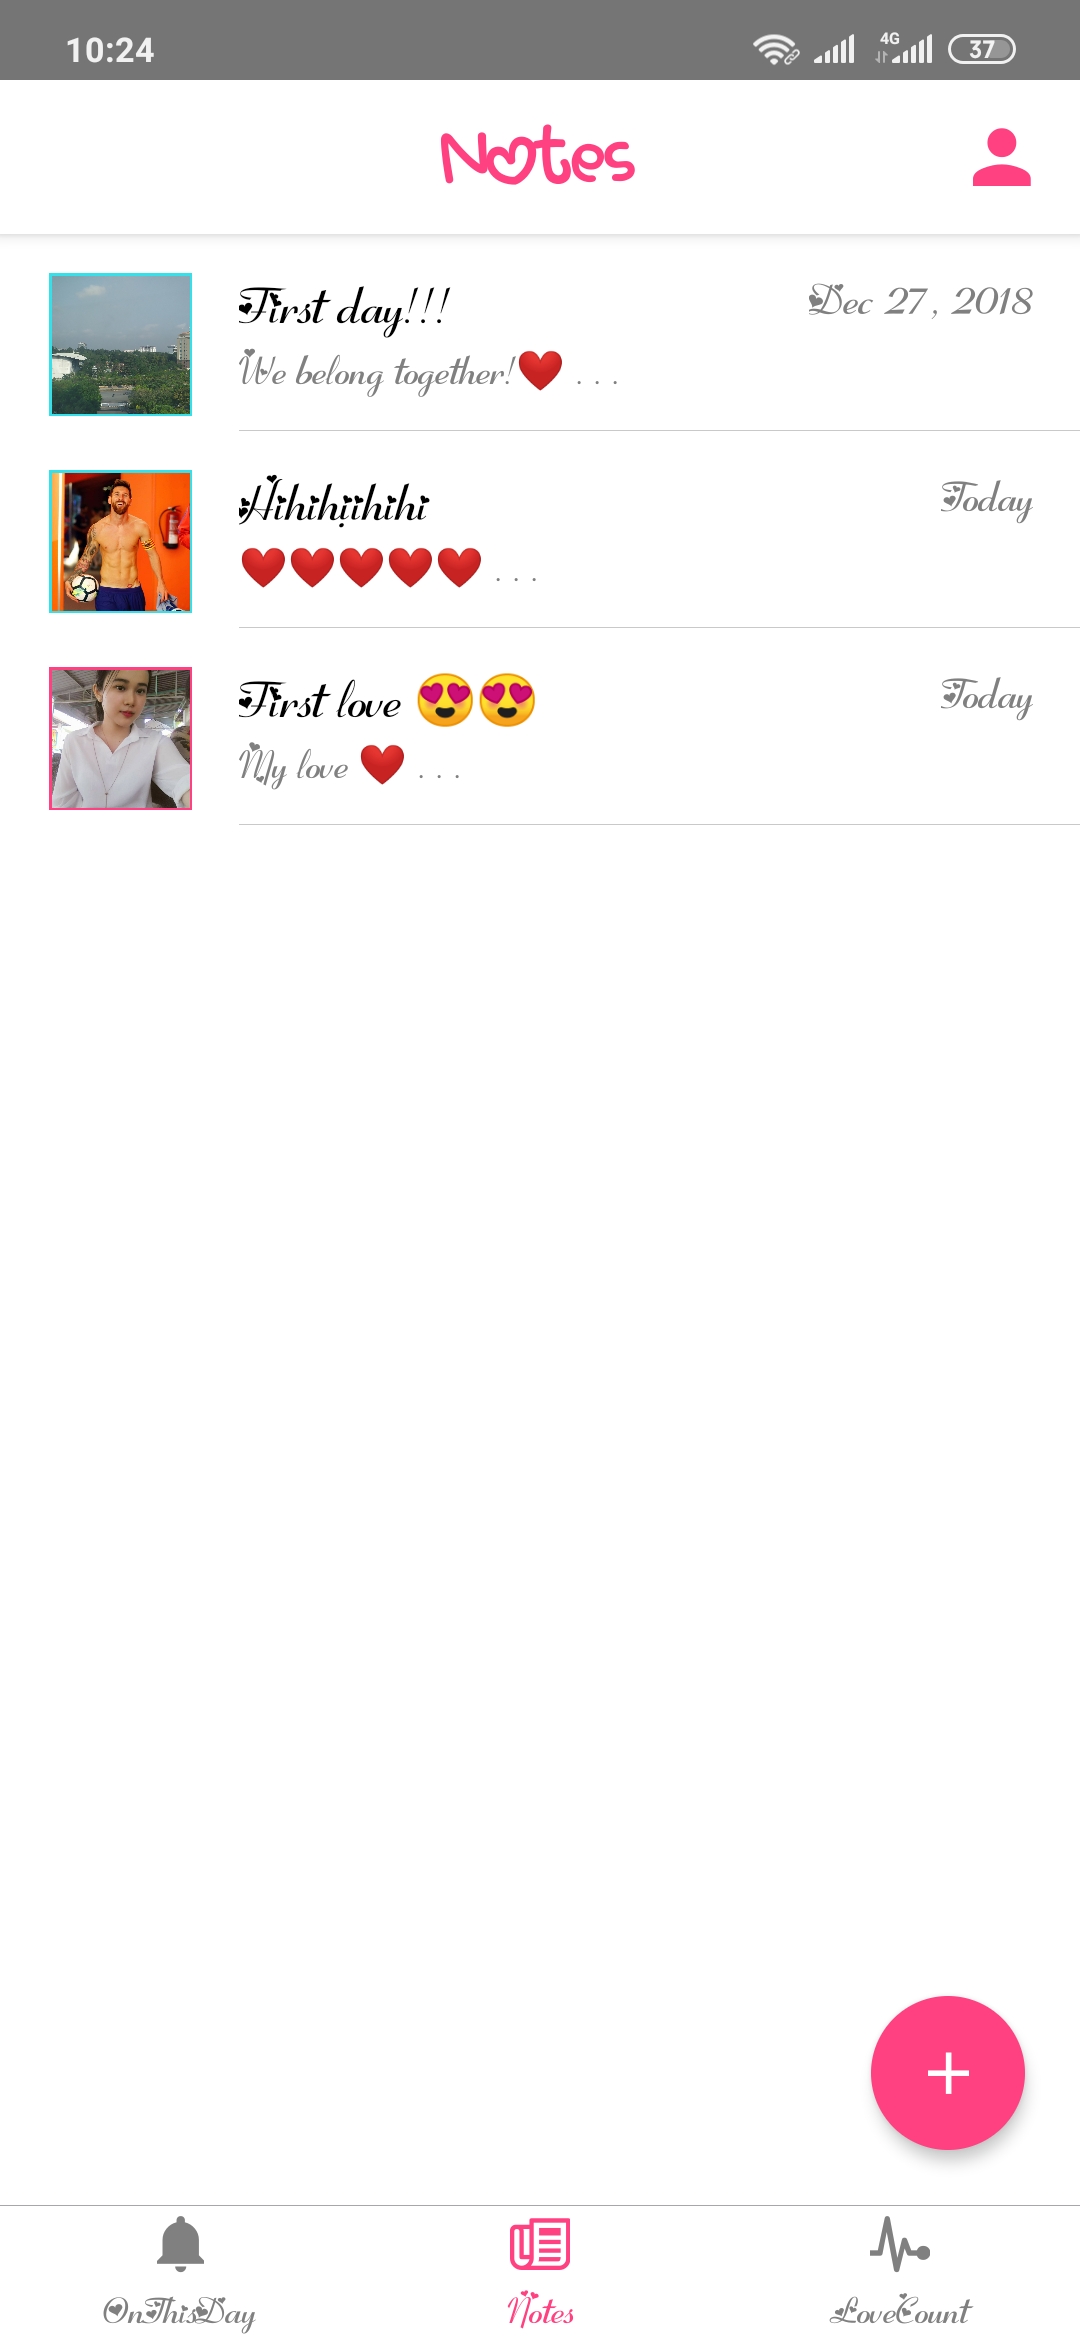 10:24
4G
37
Notes
First day!!!
Dec 27, 2018
We belong together!❤️ . . .
Hihihịihihi
Today
❤️❤️❤️❤️❤️ . . .
First love 😍😍
Today
My love ❤️ . . .
OnThisDay
Notes
LoveCount